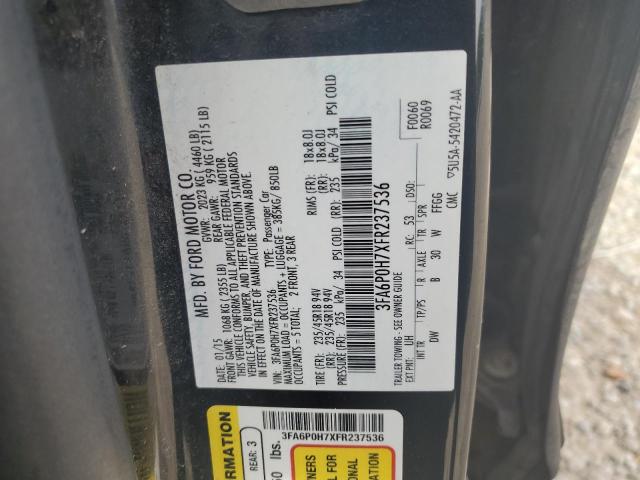 MFD. BY FORD MOTOR CO.
DATE: 01/15 GVWR: 2023 KG ( 4460 LB)
FRONT GAWR: 1068 KG ( 2355 LB) REAR GAWR: 959 KG ( 2115 LB)
THIS VEHICLE CONFORMS TO ALL APPLICABLE FEDERAL MOTOR
VEHICLE SAFETY, BUMPER, AND THEFT PREVENTION STANDARDS
IN EFFECT ON THE DATE OF MANUFACTURE SHOWN ABOVE.
VIN: 3FA6P0H7XFR237536 TYPE: Passenger Car
MAXIMUM LOAD = OCCUPANTS + LUGGAGE = 385KG/ 850LB
OCCUPANTS = 5 TOTAL: 2 FRONT, 3 REAR
TIRE (FR): 235/45R18 94V RIMS (FR): 18x8.0J
(RR): 235/45R18 94V (RR): 18x8.0J
PRESSURE (FR): 235 kPa/ 34 PSI COLD (RR): 235 kPa/ 34 PSI COLD
3FA6P0H7XFR237536
TRAILER TOWING - SEE OWNER GUIDE F0060
R0069
EXT PNT: UH RC: 53 DSO:
INT TR TP/PS R AXLE TR SPR
DW B 30 W FFGG
CMC 5U5A-5420472-AA
3FA6P0H7XFR237536
RMATION
REAR: 3
lbs.